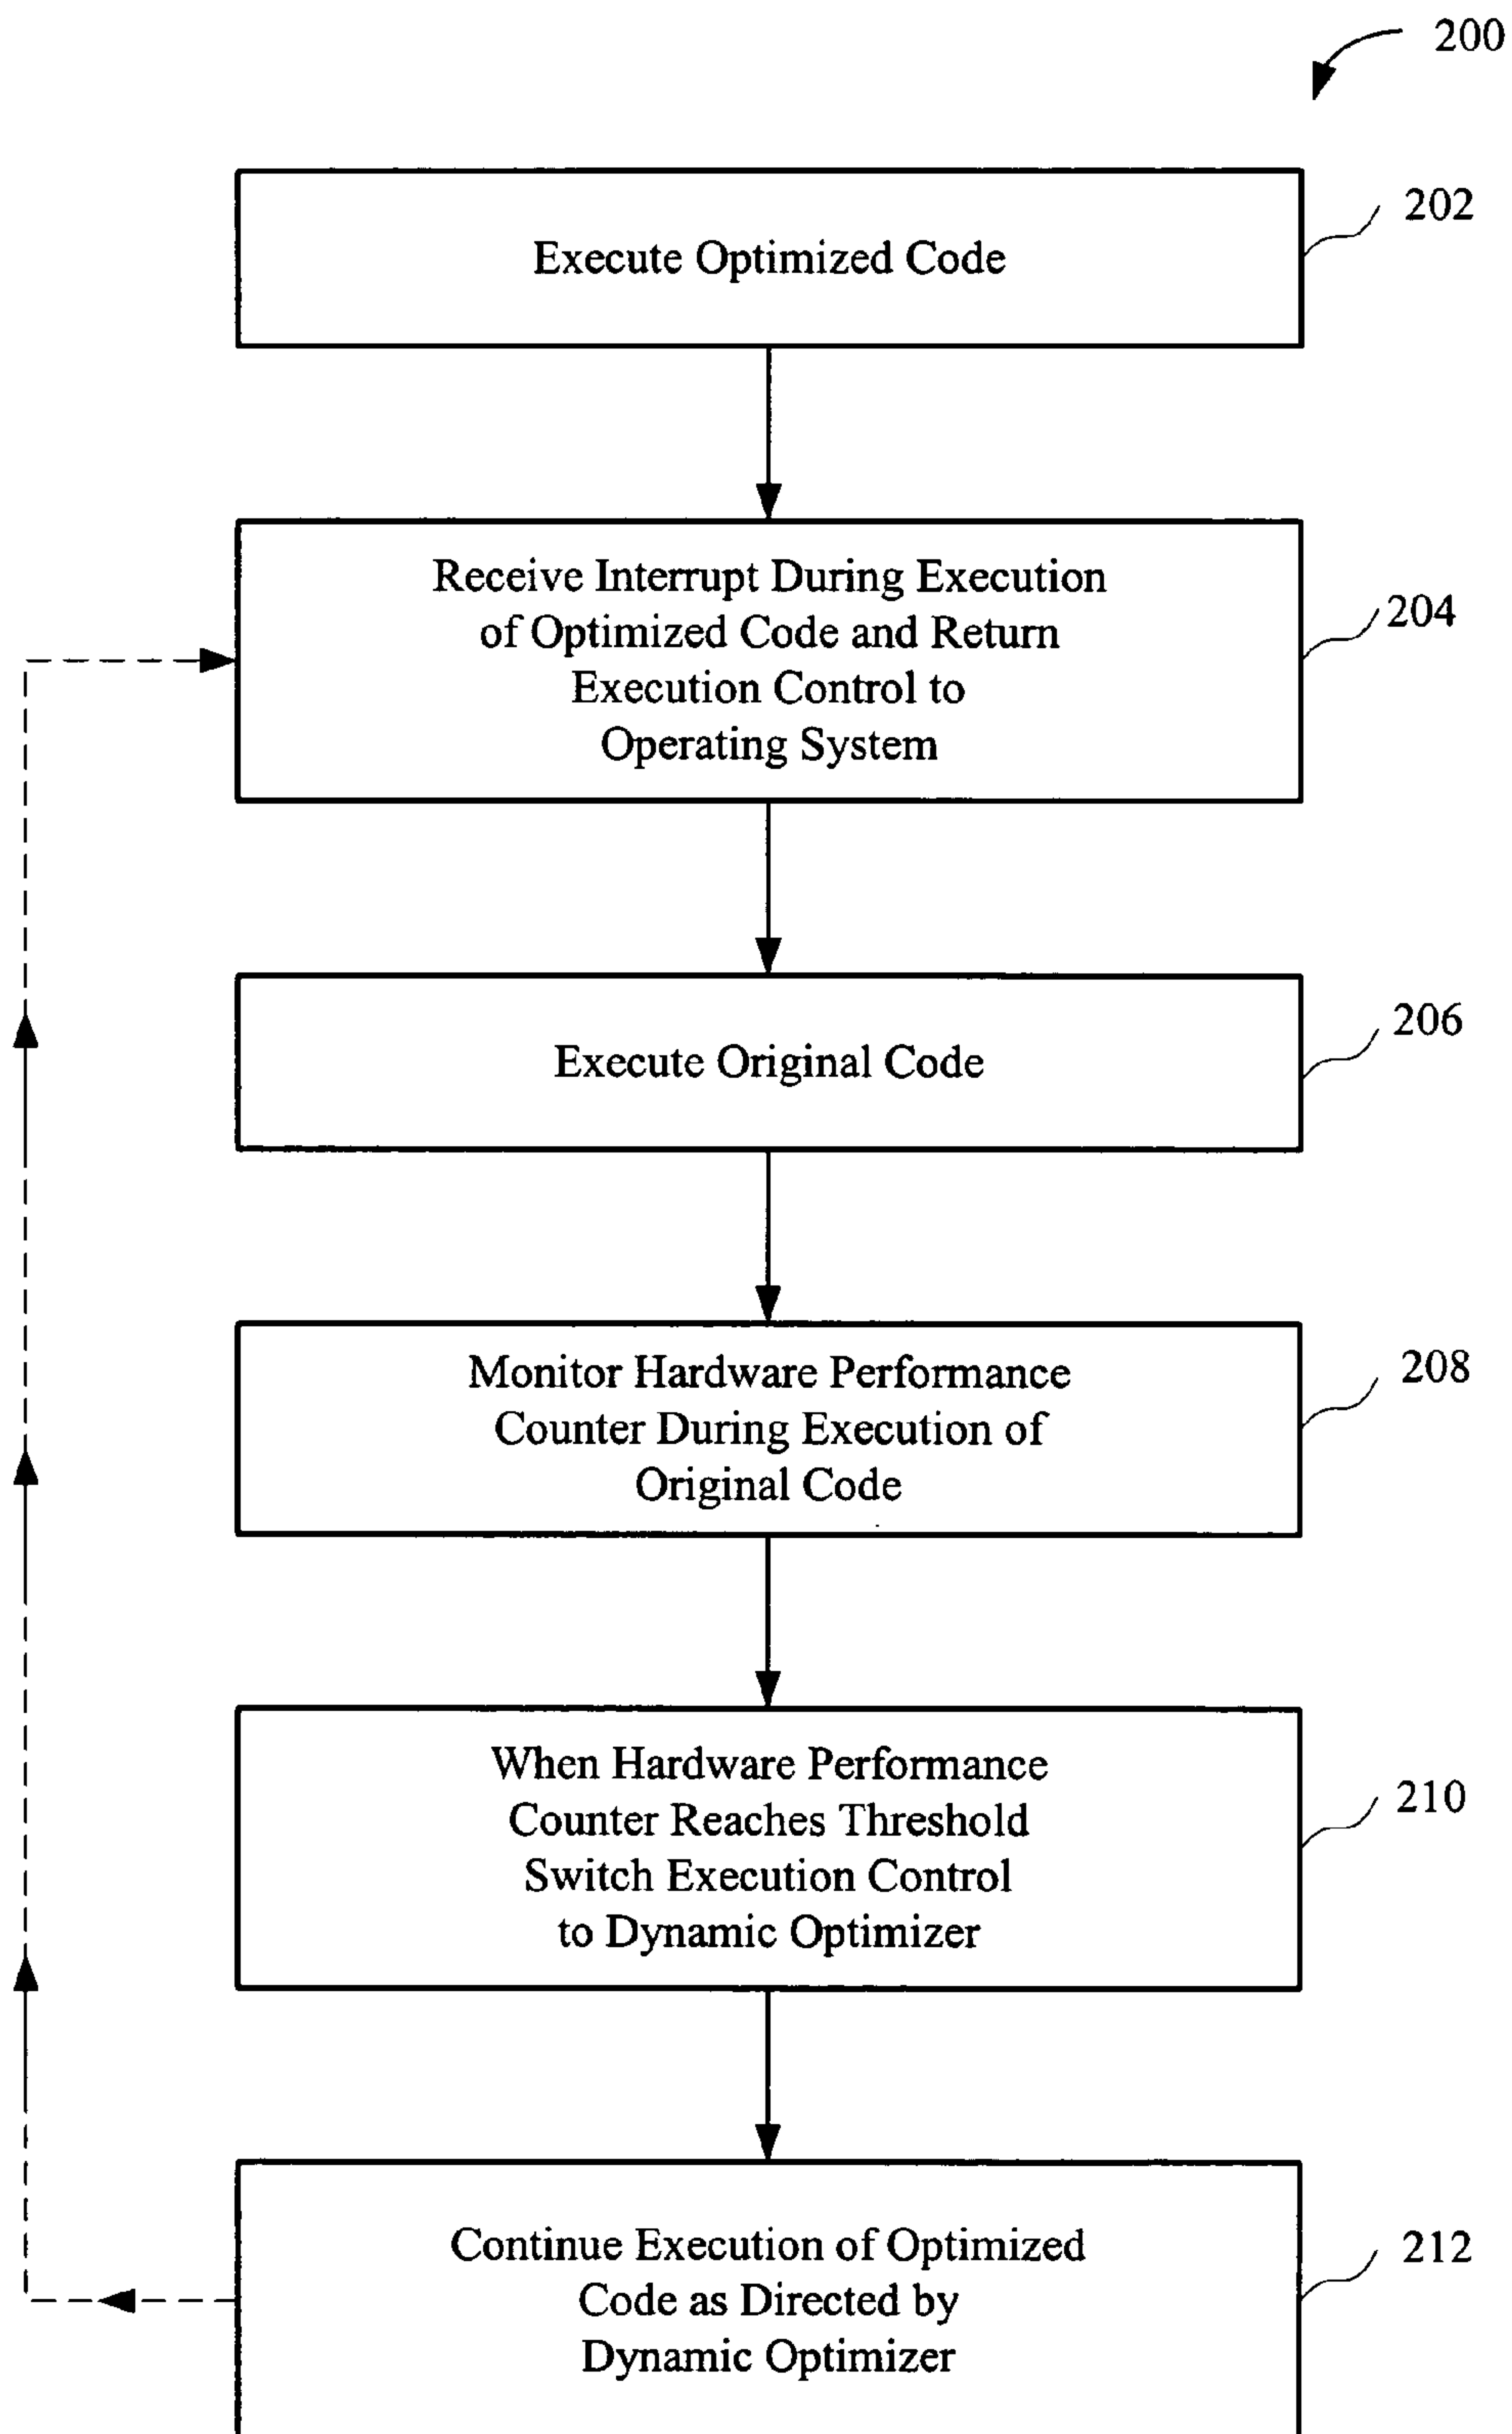 200
Execute Optimized Code
202
Receive Interrupt During Execution
of Optimized Code and Return
Execution Control to
Operating System
204
Execute Original Code
206
Monitor Hardware Performance
Counter During Execution of
Original Code
208
When Hardware Performance
Counter Reaches Threshold
Switch Execution Control
to Dynamic Optimizer
210
Continue Execution of Optimized
Code as Directed by
Dynamic Optimizer
212